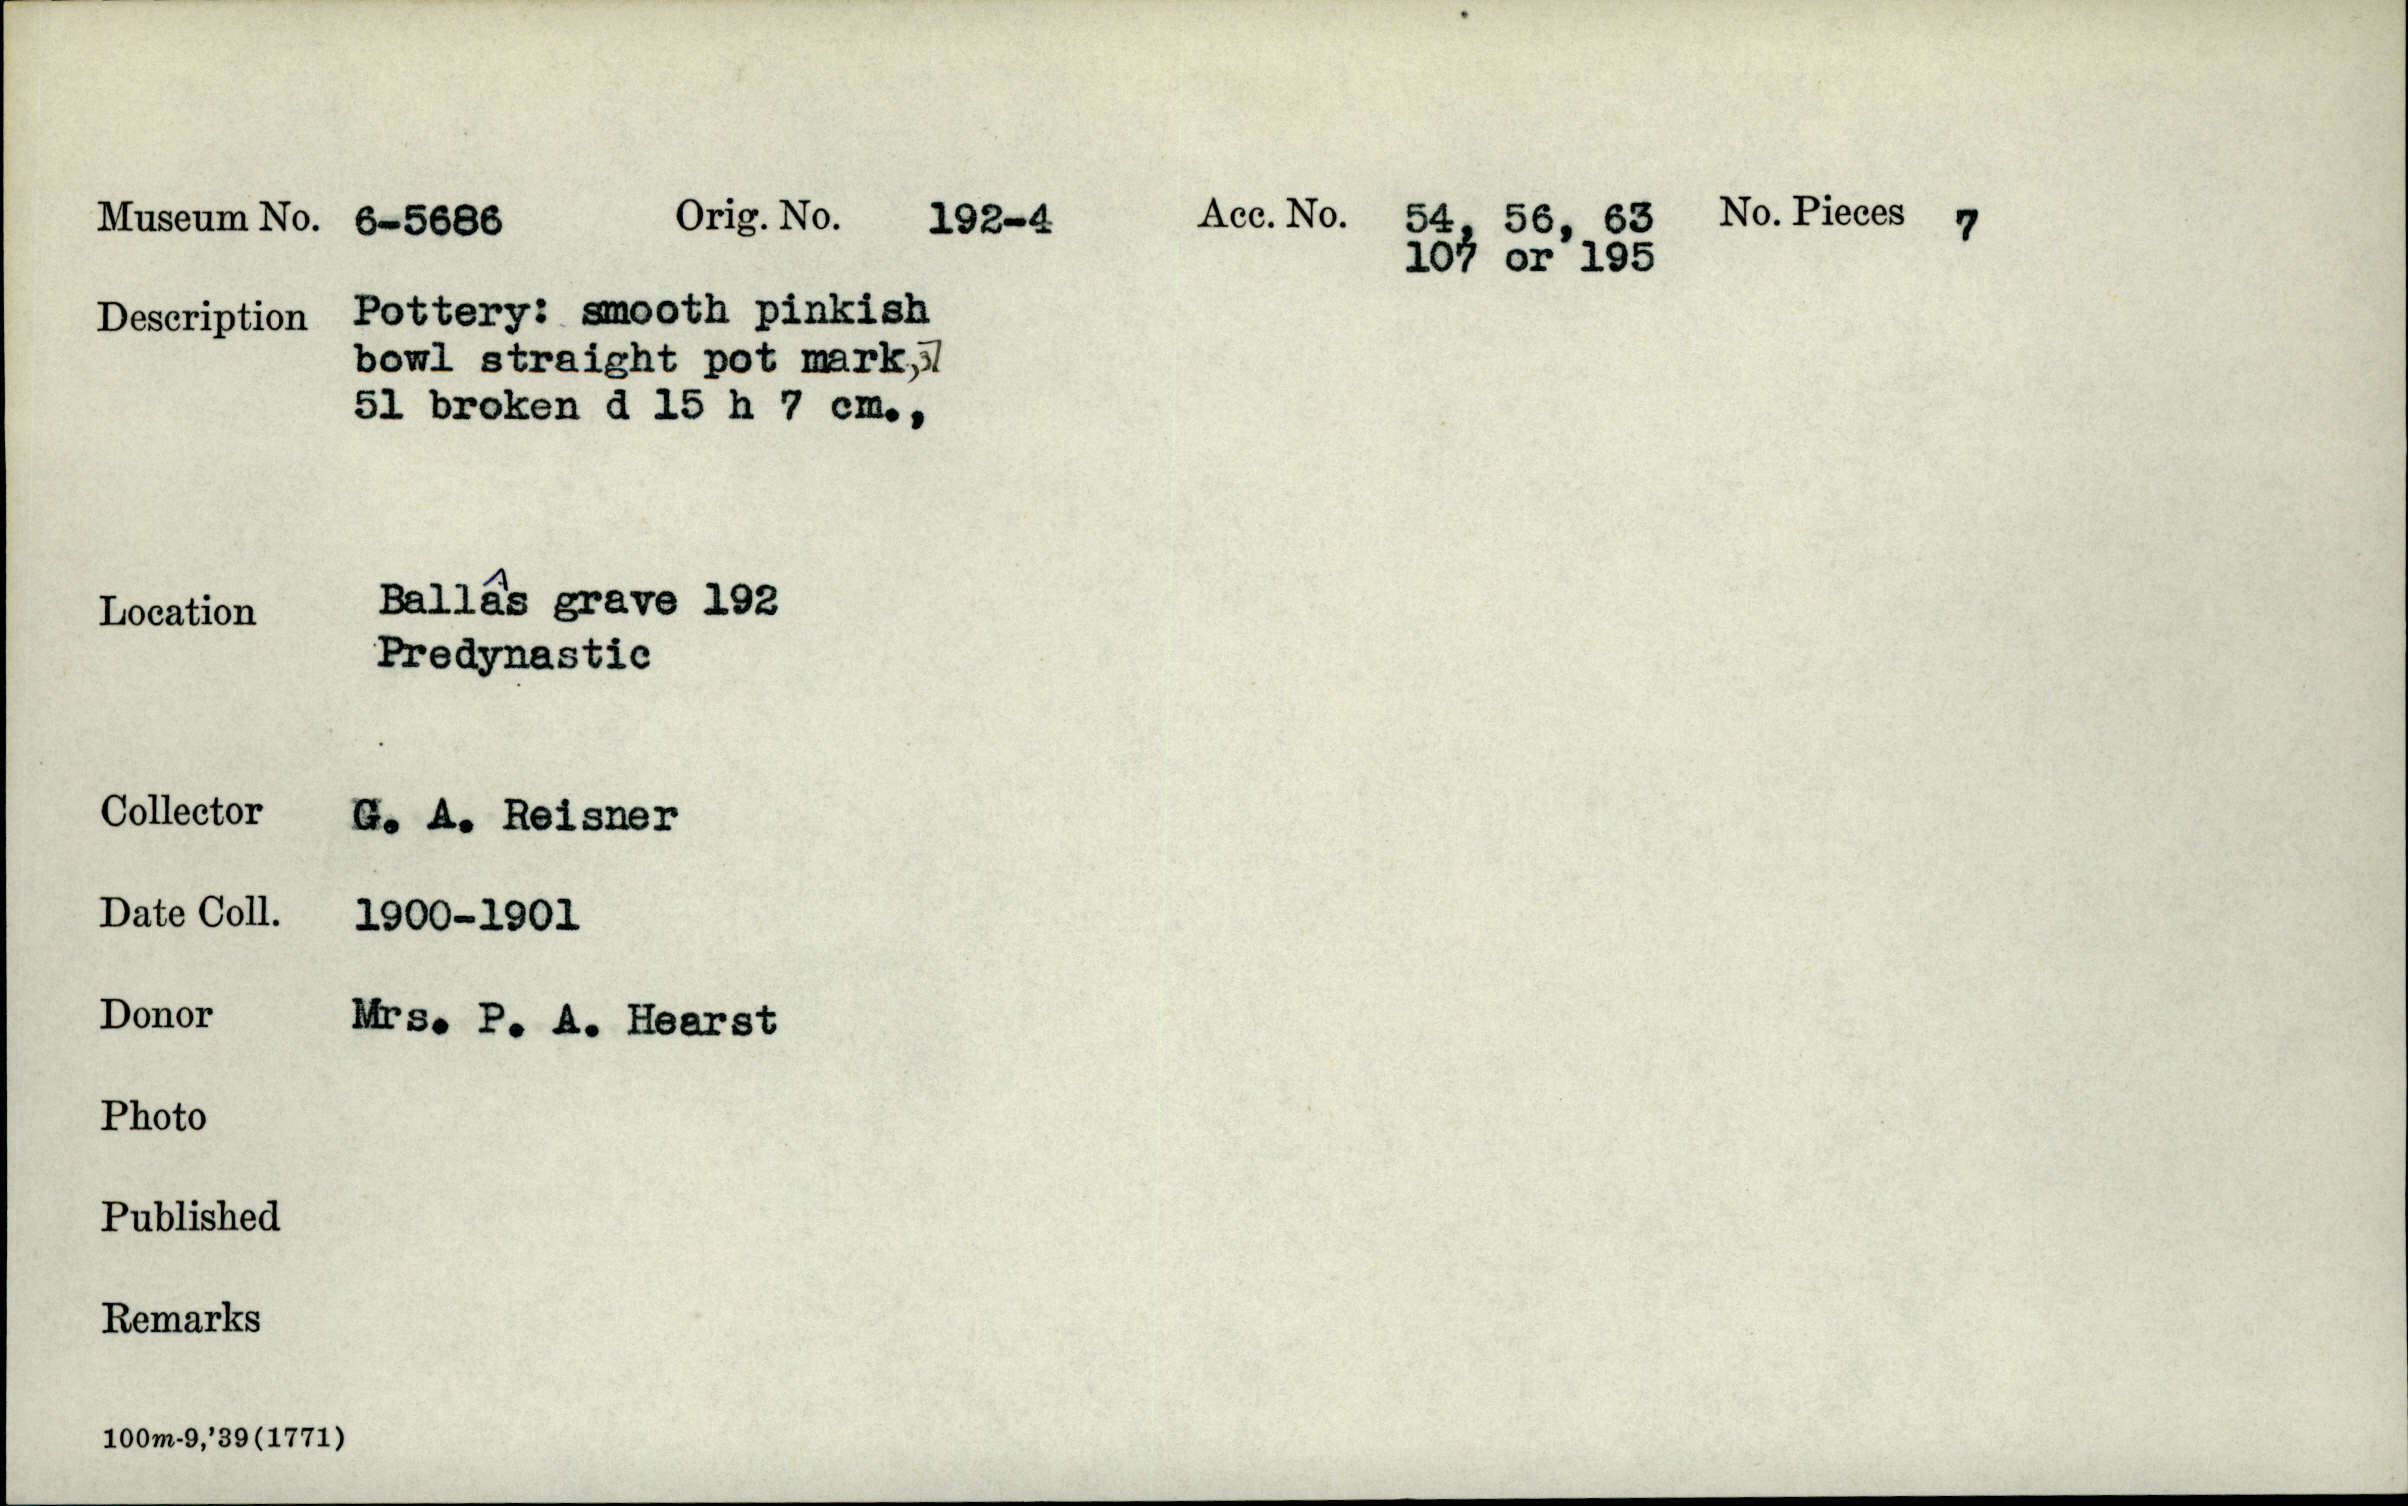 Museum No. 6-5686 Orig. No. 192-4 Acc. No. 54, 56, 63 No. Pieces 7
107 or 195
Description Pottery: smooth pinkish
bowl straight pot mark,
51 broken d 15 h 7 cm.,
Location Ballâs grave 192
Predynastic
Collector G. A. Reisner
Date Coll. 1900-1901
Donor Mrs. P. A. Hearst
Photo
Published
Remarks
100m-9,'39(1771)